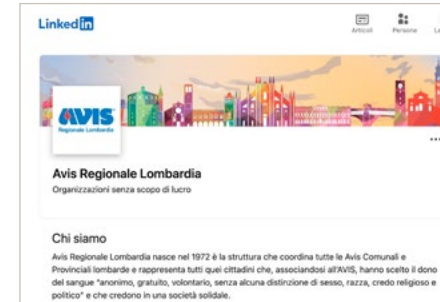 LinkedIn
Articoli Persone
AVIS
Regionale Lombardia
Avis Regionale Lombardia
Organizzazioni senza scopo di lucro
Chi siamo
Avis Regionale Lombardia nasce nel 1972 è la struttura che coordina tutte le Avis Comunali e
Provinciali lombarde e rappresenta tutti quei cittadini che, associandosi all'AVIS, hanno scelto il dono
del sangue "anonimo, gratuito, volontario, senza alcuna distinzione di sesso, razza, credo religioso e
politico" e che credono in una società solidale.